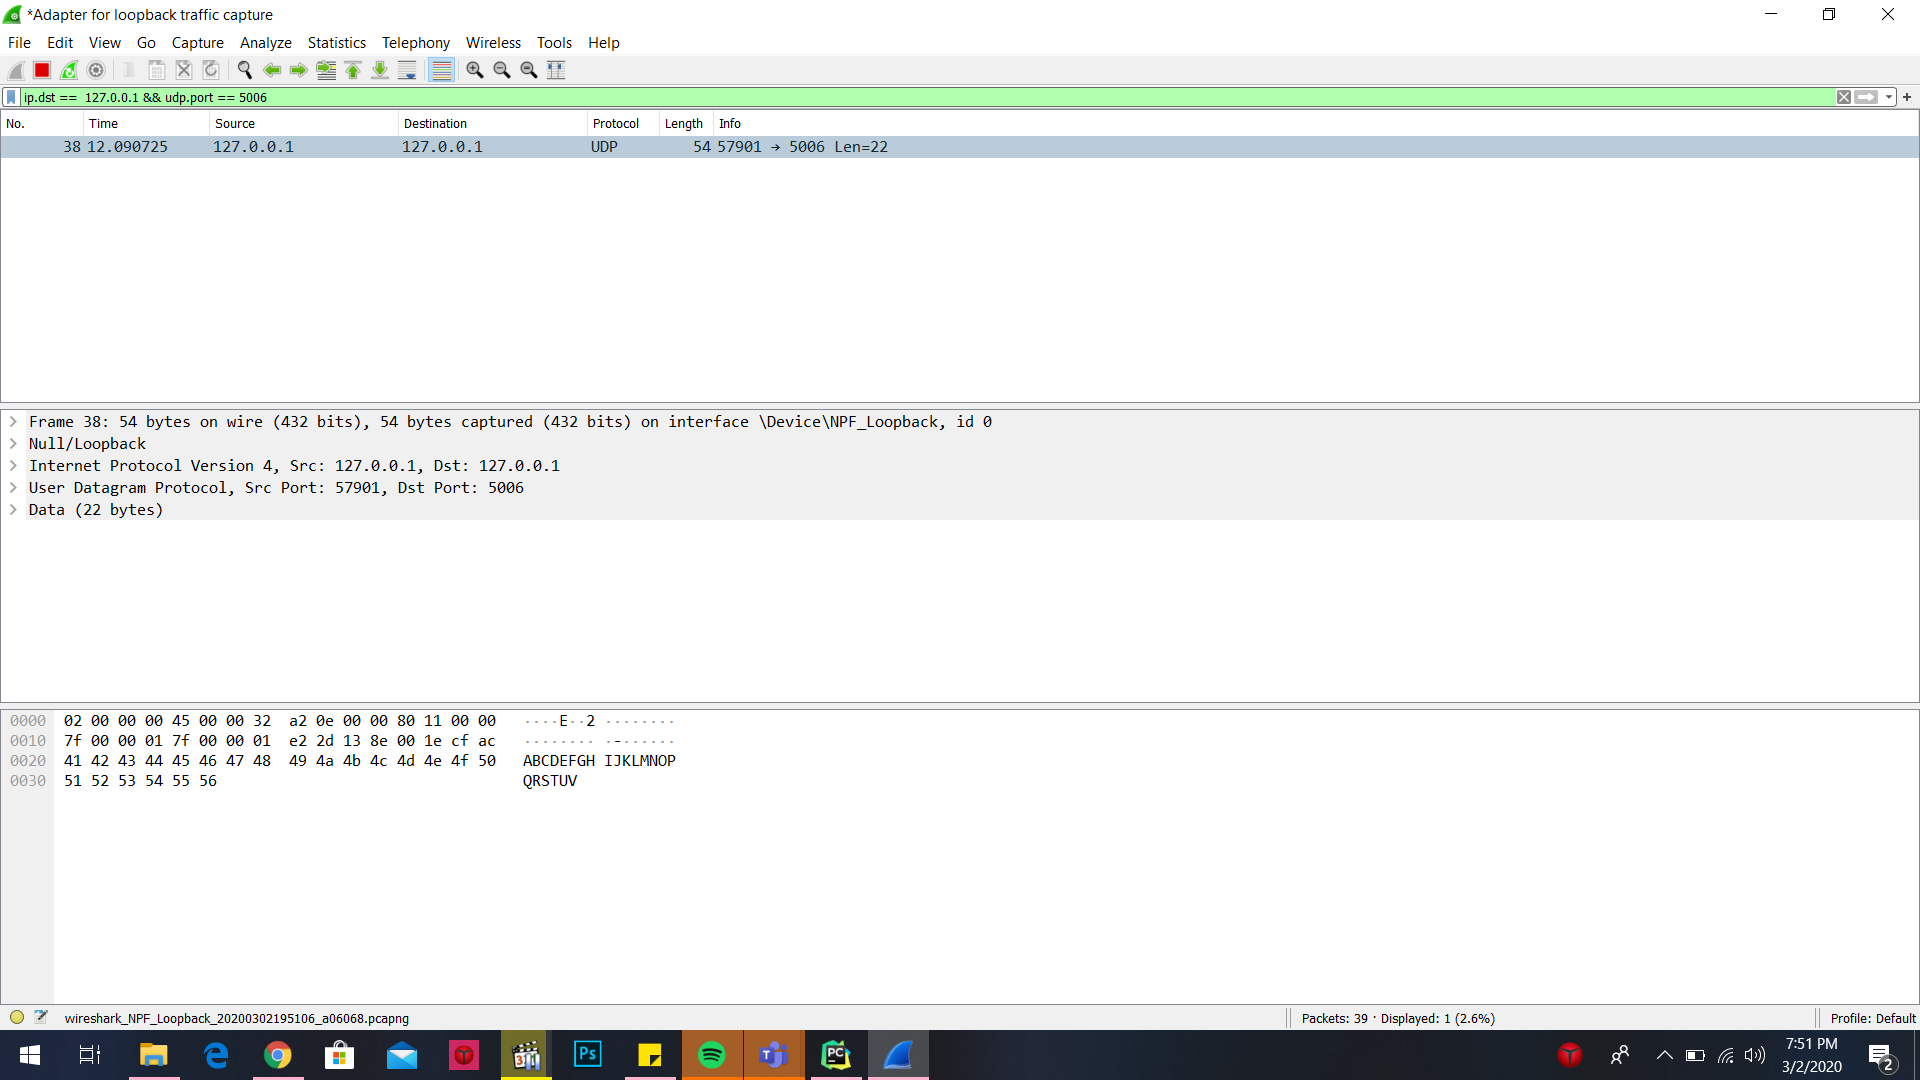 *Adapter for loopback traffic capture
File Edit View Go Capture Analyze Statistics Telephony Wireless Tools Help
ip.dst ==  127.0.0.1 && udp.port == 5006
No. Time Source Destination Protocol Length Info
38 12.090725 127.0.0.1 127.0.0.1 UDP 54 57901 → 5006 Len=22
Frame 38: 54 bytes on wire (432 bits), 54 bytes captured (432 bits) on interface \Device\NPF_Loopback, id 0
Null/Loopback
Internet Protocol Version 4, Src: 127.0.0.1, Dst: 127.0.0.1
User Datagram Protocol, Src Port: 57901, Dst Port: 5006
Data (22 bytes)
0000 02 00 00 00 45 00 00 32 a2 0e 00 00 80 11 00 00 ····E··2 ········
0010 7f 00 00 01 7f 00 00 01 e2 2d 13 8e 00 1e cf ac ········ ·-······
0020 41 42 43 44 45 46 47 48 49 4a 4b 4c 4d 4e 4f 50 ABCDEFGH IJKLMNOP
0030 51 52 53 54 55 56 QRSTUV
wireshark_NPF_Loopback_20200302195106_a06068.pcapng Packets: 39 · Displayed: 1 (2.6%) Profile: Default
7:51 PM
3/2/2020
Ps
PC
T
2